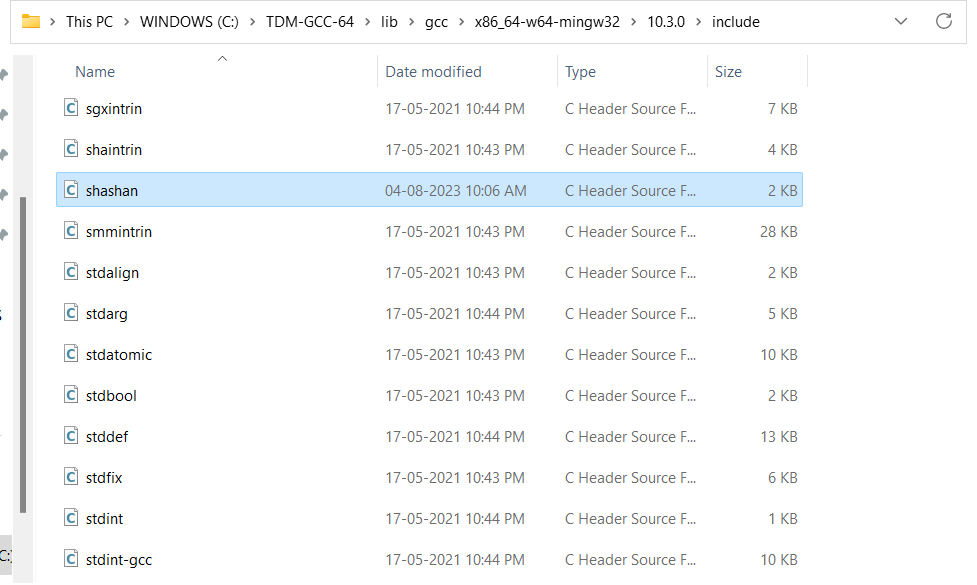 This PC > WINDOWS (C:) > TDM-GCC-64 > lib > gcc > x86_64-w64-mingw32 > 10.3.0 > include
Name Date modified Type Size
sgxintrin 17-05-2021 10:44 PM C Header Source F... 7 KB
shaintrin 17-05-2021 10:43 PM C Header Source F... 4 KB
shashan 04-08-2023 10:06 AM C Header Source F... 2 KB
smmintrin 17-05-2021 10:43 PM C Header Source F... 28 KB
stdalign 17-05-2021 10:43 PM C Header Source F... 2 KB
stdarg 17-05-2021 10:44 PM C Header Source F... 5 KB
stdatomic 17-05-2021 10:43 PM C Header Source F... 10 KB
stdbool 17-05-2021 10:43 PM C Header Source F... 2 KB
stddef 17-05-2021 10:44 PM C Header Source F... 13 KB
stdfix 17-05-2021 10:43 PM C Header Source F... 6 KB
stdint 17-05-2021 10:44 PM C Header Source F... 1 KB
stdint-gcc 17-05-2021 10:44 PM C Header Source F... 10 KB
C:)